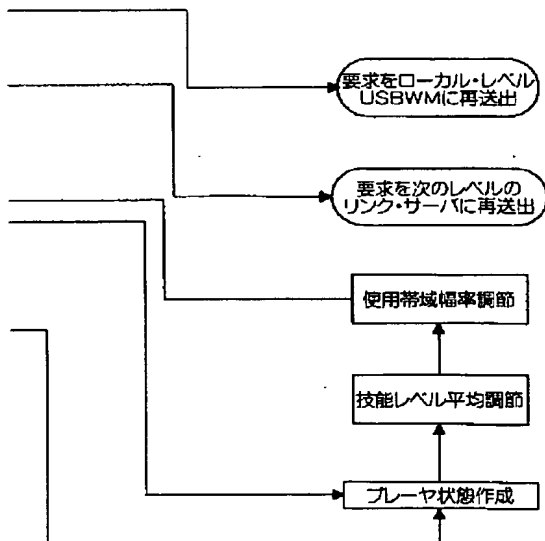 要求をローカル・レベル
USBWMに再送出
要求を次のレベルの
リンク・サーバに再送出
使用帯域幅率調節
技能レベル平均調節
プレーヤ状態作成